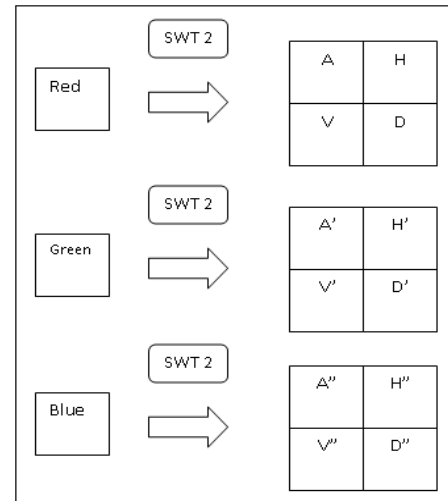 SWT 2
Red
A H
V D
SWT 2
Green
A' H'
V' D'
SWT 2
Blue
A" H"
V" D"